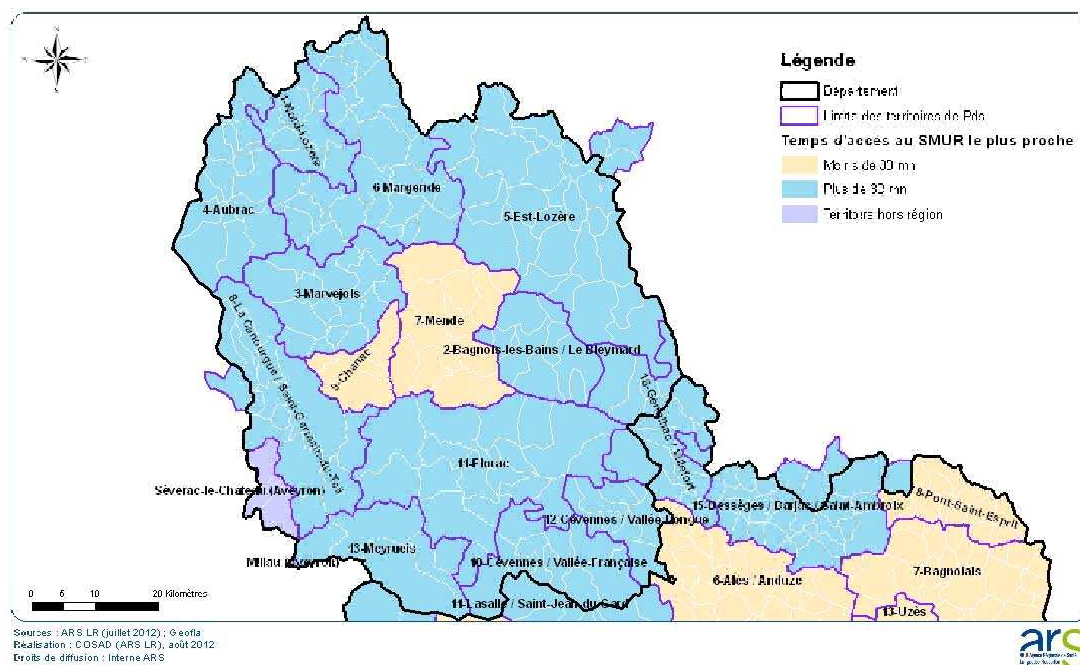 Légende
Département
Limite des territoires de Pds
Temps d'accès au SMUR le plus proche
Moins de 30 mn
Plus de 30 mn
Territoire hors région
6-Margeride
4-Aubrac
5-Est-Lozère
3-Marvejols
7-Mende
2-Bagnols-les-Bains / Le Bleymard
9-Chanac
11-Florac
Séverac-le-Chateau (Aveyron)
12-Cévennes / Vallée-Longue
15-Bessèges / Barjac / Saint-Ambroix
8-Pont-Saint-Esprit
13-Meyrueis
Millau (Aveyron)
10-Cévennes / Vallée-Française
6-Alès / Anduze
7-Bagnolais
11-Lasalle / Saint-Jean du Gard
13-Uzès
0 5 10 20 Kilomètres
Sources : ARS LR (juillet 2012) ; Geofla
Réalisation : COSAD (ARS LR), août 2012
Droits de diffusion : Interne ARS
ars